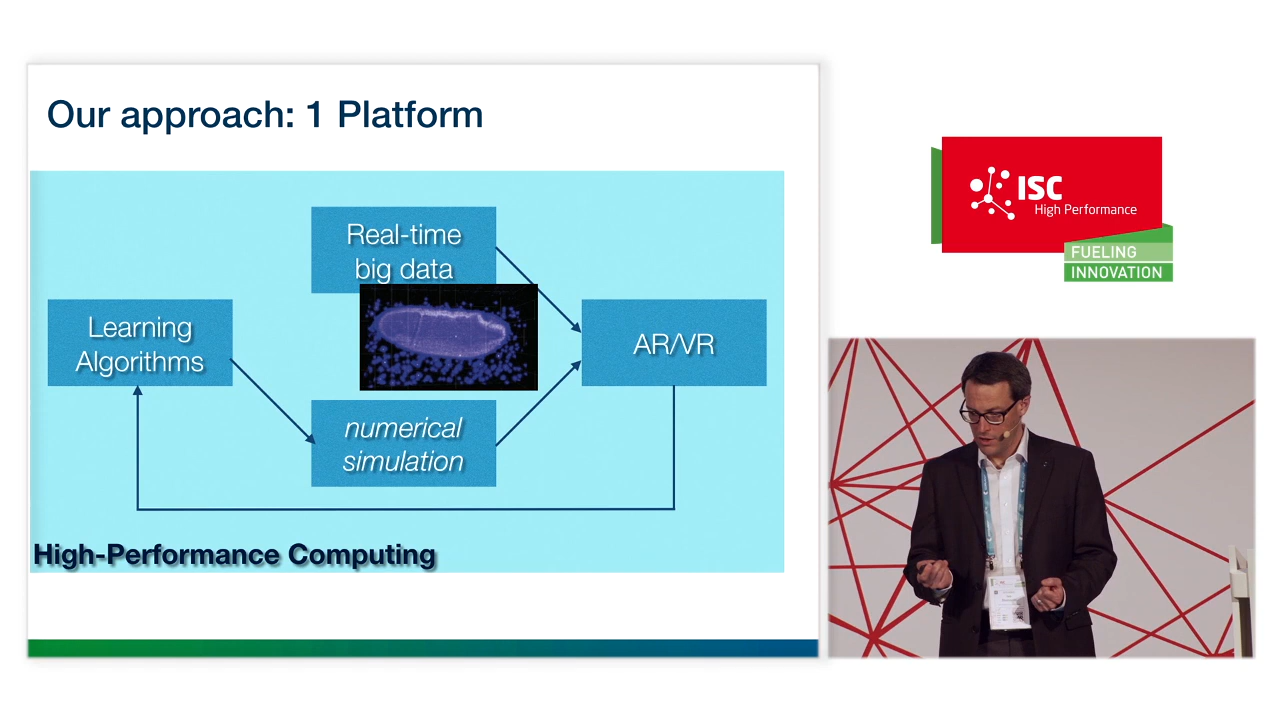 Our approach: 1 Platform
Real-time
big data
Learning
Algorithms
AR/VR
numerical
simulation
High-Performance Computing
ISC
High Performance
FUELING
INNOVATION